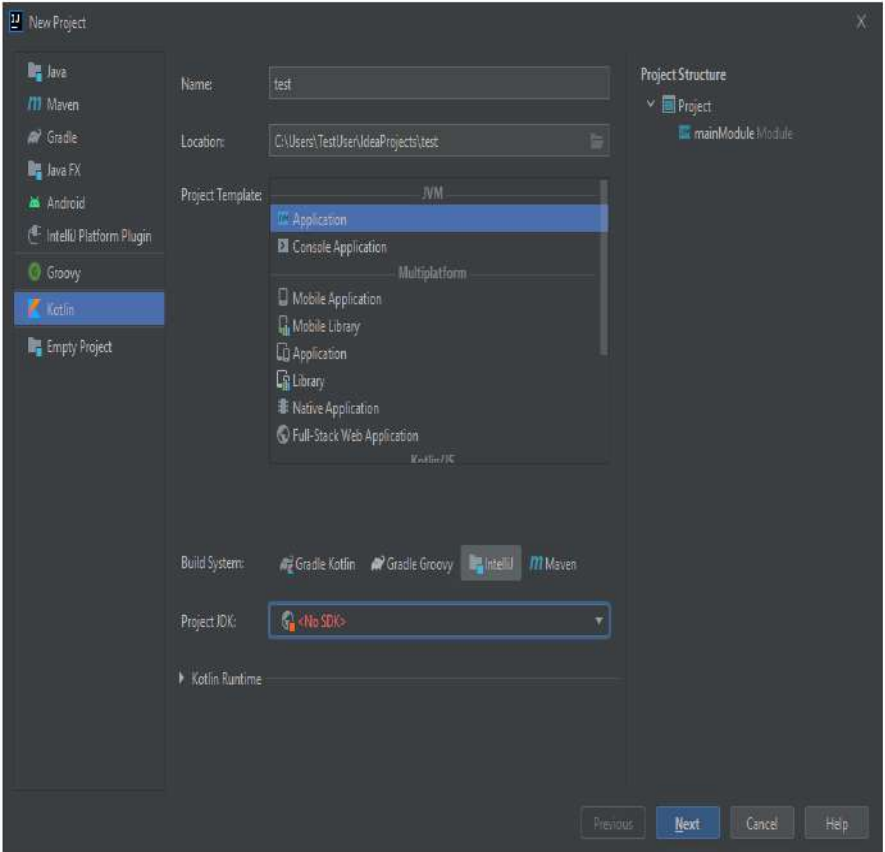 New Project
X
Java
Maven
Gradle
Java FX
Android
IntelliJ Platform Plugin
Groovy
Kotlin
Empty Project
Name:
test
Location:
C:\Users\TestUser\IdeaProjects\test
Project Template:
JVM
Application
Console Application
Multiplatform
Mobile Application
Mobile Library
Application
Library
Native Application
Full-Stack Web Application
Build System:
Gradle Kotlin
Gradle Groovy
IntelliJ
Maven
Project JDK:
<No SDK>
Kotlin Runtime
Project Structure
Project
mainModule Module
Previous
Next
Cancel
Help